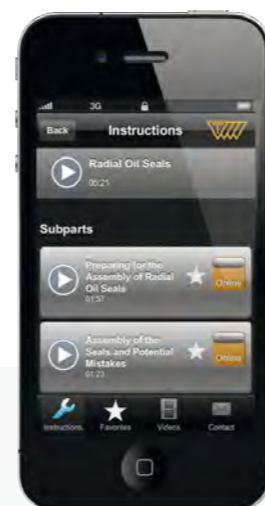 3G
Back Instructions
Radial Oil Seals
05:21
Subparts
Preparing for the
Assembly of Radial
Oil Seals
01:57
Online
Assembly of the
Seals and Potential
Mistakes
01:23
Online
Instructions Favorites Videos Contact